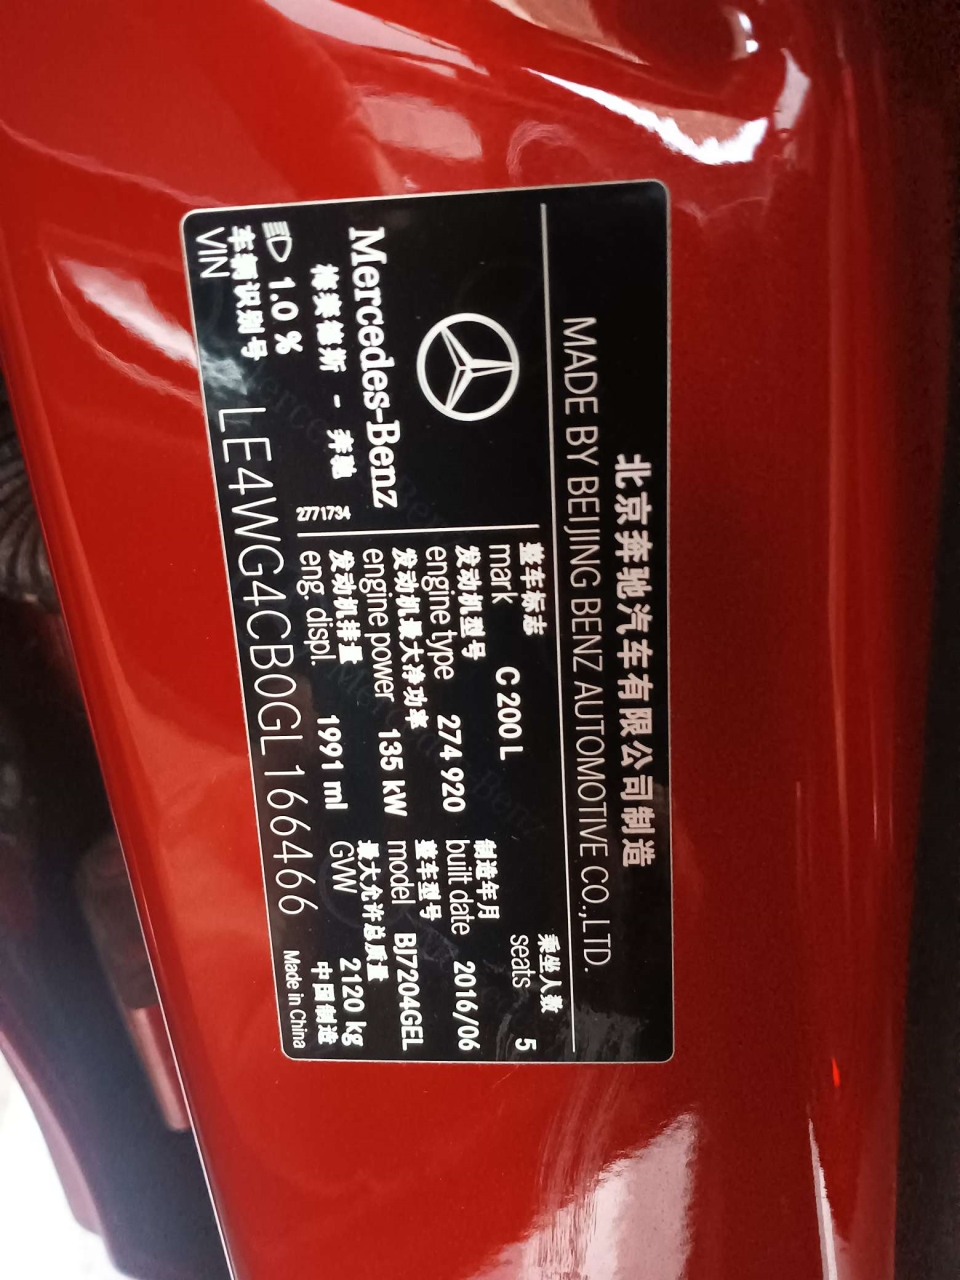 北京奔驰汽车有限公司制造
MADE BY BEIJING BENZ AUTOMOTIVE CO.,LTD.
Mercedes-Benz
梅赛德斯 - 奔驰
2771734
1.0 %
整车标志
mark C 200 L
乘坐人数
seats 5
发动机型号
engine type 274 920
制造年月
built date 2016/06
发动机最大净功率
engine power 135 kW
整车型号
model BJ7204GEL
发动机排量
eng. displ. 1991 ml
最大允许总质量
GVW 2120 kg
车辆识别号
VIN LE4WG4CB0GL166466
中国制造
Made in China